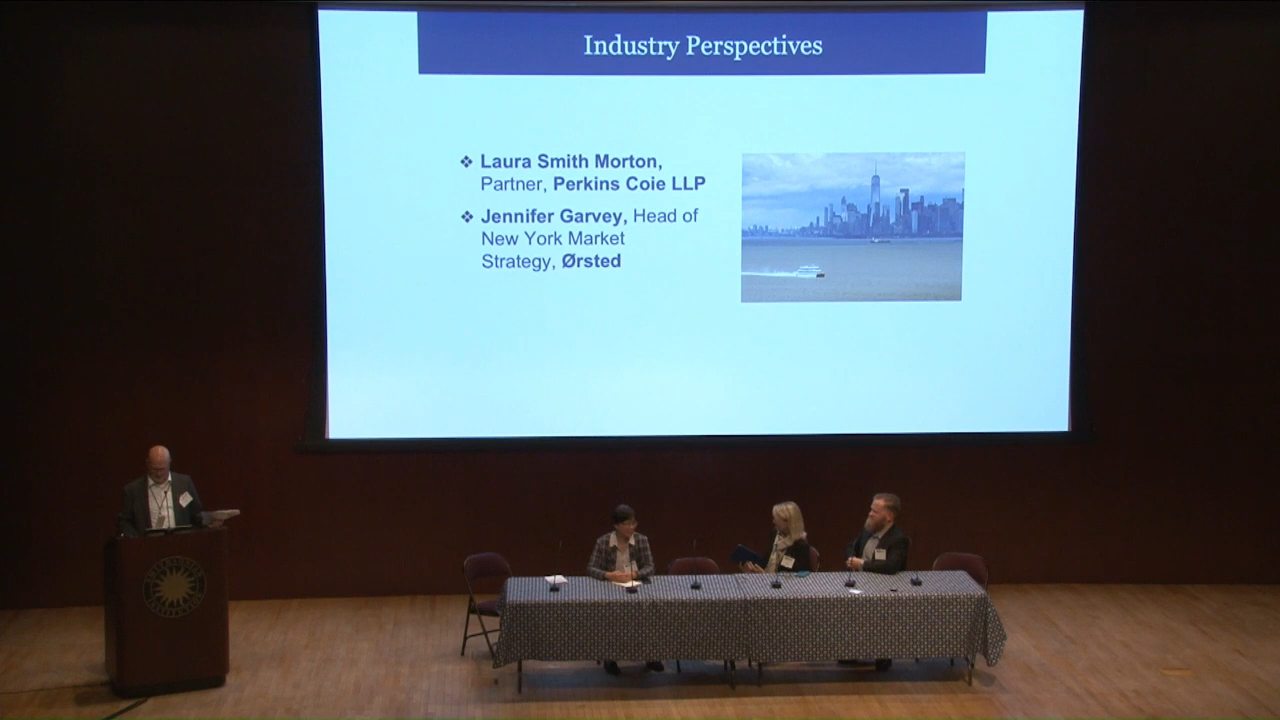 Industry Perspectives
❖ Laura Smith Morton,
Partner, Perkins Coie LLP
❖ Jennifer Garvey, Head of
New York Market
Strategy, Ørsted